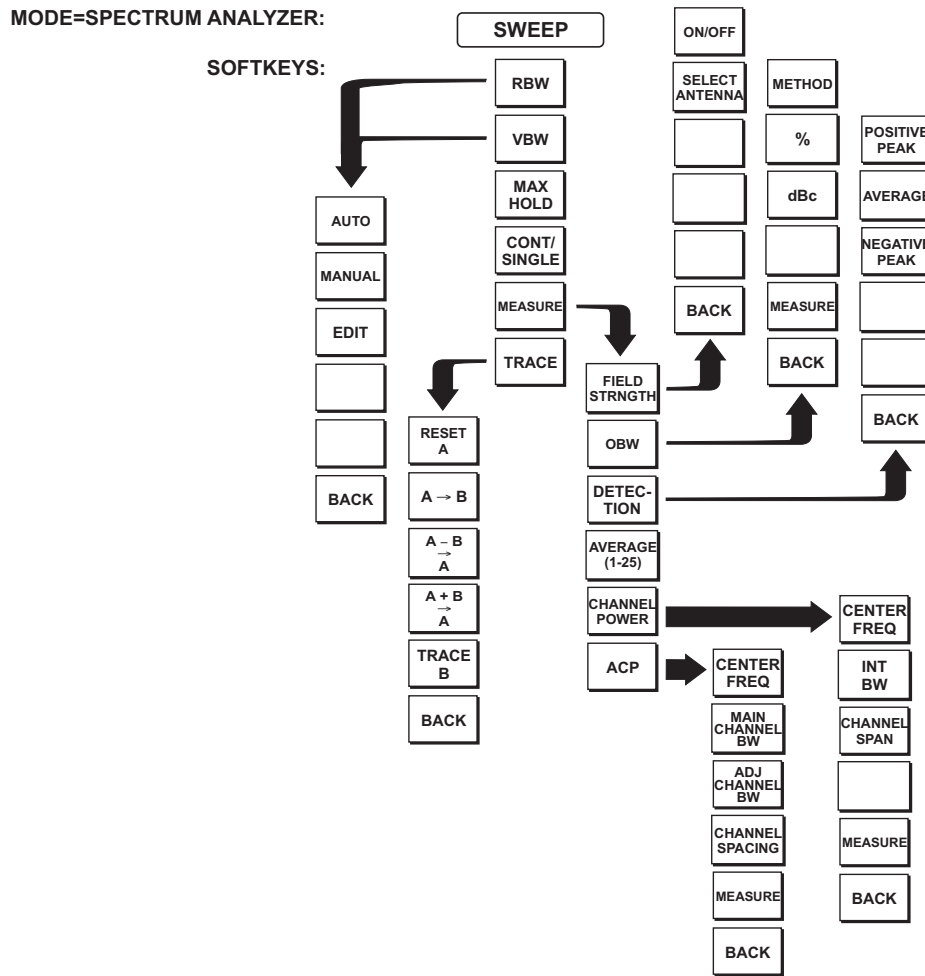 MODE=SPECTRUM ANALYZER:
SWEEP
SOFTKEYS:
RBW
VBW
MAX
HOLD
CONT/
SINGLE
MEASURE
TRACE
AUTO
MANUAL
EDIT
BACK
RESET
A
A → B
A – B
→
A
A + B
→
A
TRACE
B
BACK
FIELD
STRNGTH
OBW
DETEC-
TION
AVERAGE
(1-25)
CHANNEL
POWER
ACP
ON/OFF
SELECT
ANTENNA
BACK
METHOD
%
dBc
MEASURE
BACK
POSITIVE
PEAK
AVERAGE
NEGATIVE
PEAK
BACK
CENTER
FREQ
MAIN
CHANNEL
BW
ADJ
CHANNEL
BW
CHANNEL
SPACING
MEASURE
BACK
CENTER
FREQ
INT
BW
CHANNEL
SPAN
MEASURE
BACK